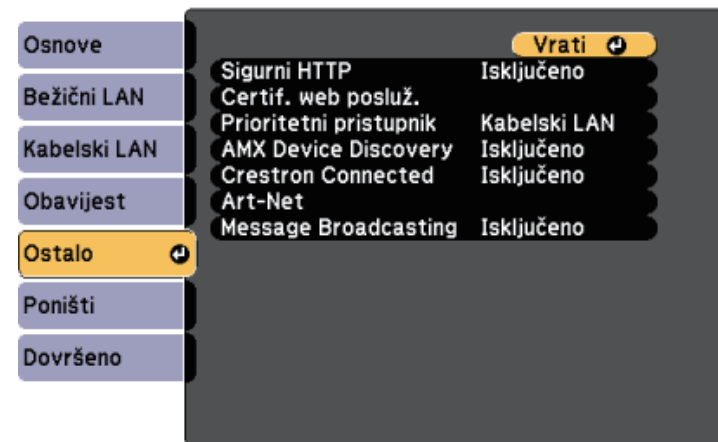 Osnove
Bežični LAN
Kabelski LAN
Obavijest
Ostalo
Poništi
Dovršeno
Vrati
Sigurni HTTP Isključeno
Certif. web posluž.
Prioritetni pristupnik Kabelski LAN
AMX Device Discovery Isključeno
Crestron Connected Isključeno
Art-Net
Message Broadcasting Isključeno